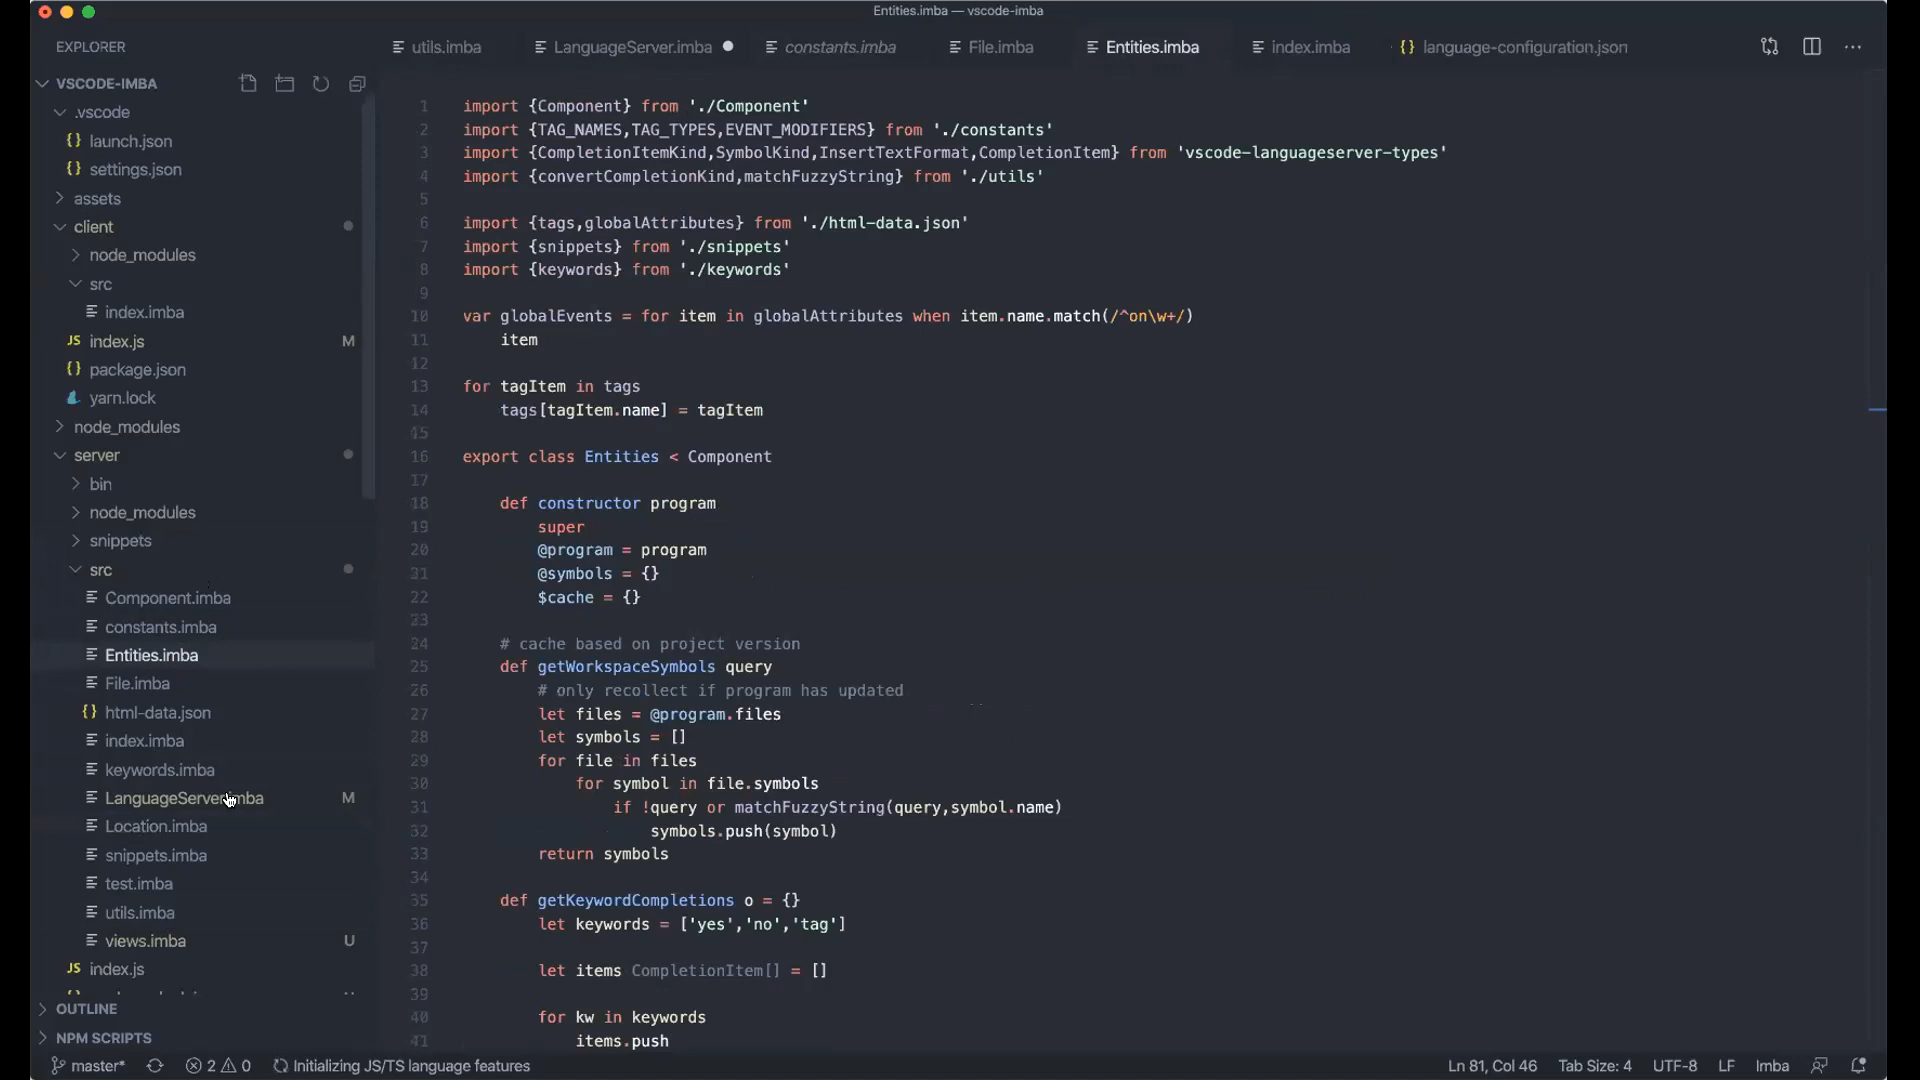 Entities.imba — vscode-imba
EXPLORER
utils.imba
LanguageServer.imba
constants.imba
File.imba
Entities.imba
index.imba
{} language-configuration.json
VSCODE-IMBA
.vscode
{} launch.json
{} settings.json
assets
client
node_modules
src
index.imba
JS index.js M
{} package.json
yarn.lock
node_modules
server
bin
node_modules
snippets
src
Component.imba
constants.imba
Entities.imba
File.imba
{} html-data.json
index.imba
keywords.imba
LanguageServer.imba M
Location.imba
snippets.imba
test.imba
utils.imba
views.imba U
JS index.js
OUTLINE
NPM SCRIPTS
1 import {Component} from './Component'
2 import {TAG_NAMES,TAG_TYPES,EVENT_MODIFIERS} from './constants'
3 import {CompletionItemKind,SymbolKind,InsertTextFormat,CompletionItem} from 'vscode-languageserver-types'
4 import {convertCompletionKind,matchFuzzyString} from './utils'
5
6 import {tags,globalAttributes} from './html-data.json'
7 import {snippets} from './snippets'
8 import {keywords} from './keywords'
9
10 var globalEvents = for item in globalAttributes when item.name.match(/^on\w+/)
11 item
12
13 for tagItem in tags
14 tags[tagItem.name] = tagItem
15
16 export class Entities < Component
17
18 def constructor program
19 super
20 @program = program
21 @symbols = {}
22 $cache = {}
23
24 # cache based on project version
25 def getWorkspaceSymbols query
26 # only recollect if program has updated
27 let files = @program.files
28 let symbols = []
29 for file in files
30 for symbol in file.symbols
31 if !query or matchFuzzyString(query,symbol.name)
32 symbols.push(symbol)
33 return symbols
34
35 def getKeywordCompletions o = {}
36 let keywords = ['yes','no','tag']
37
38 let items CompletionItem[] = []
39
40 for kw in keywords
41 items.push
master* 2 0 Initializing JS/TS language features
Ln 81, Col 46 Tab Size: 4 UTF-8 LF Imba